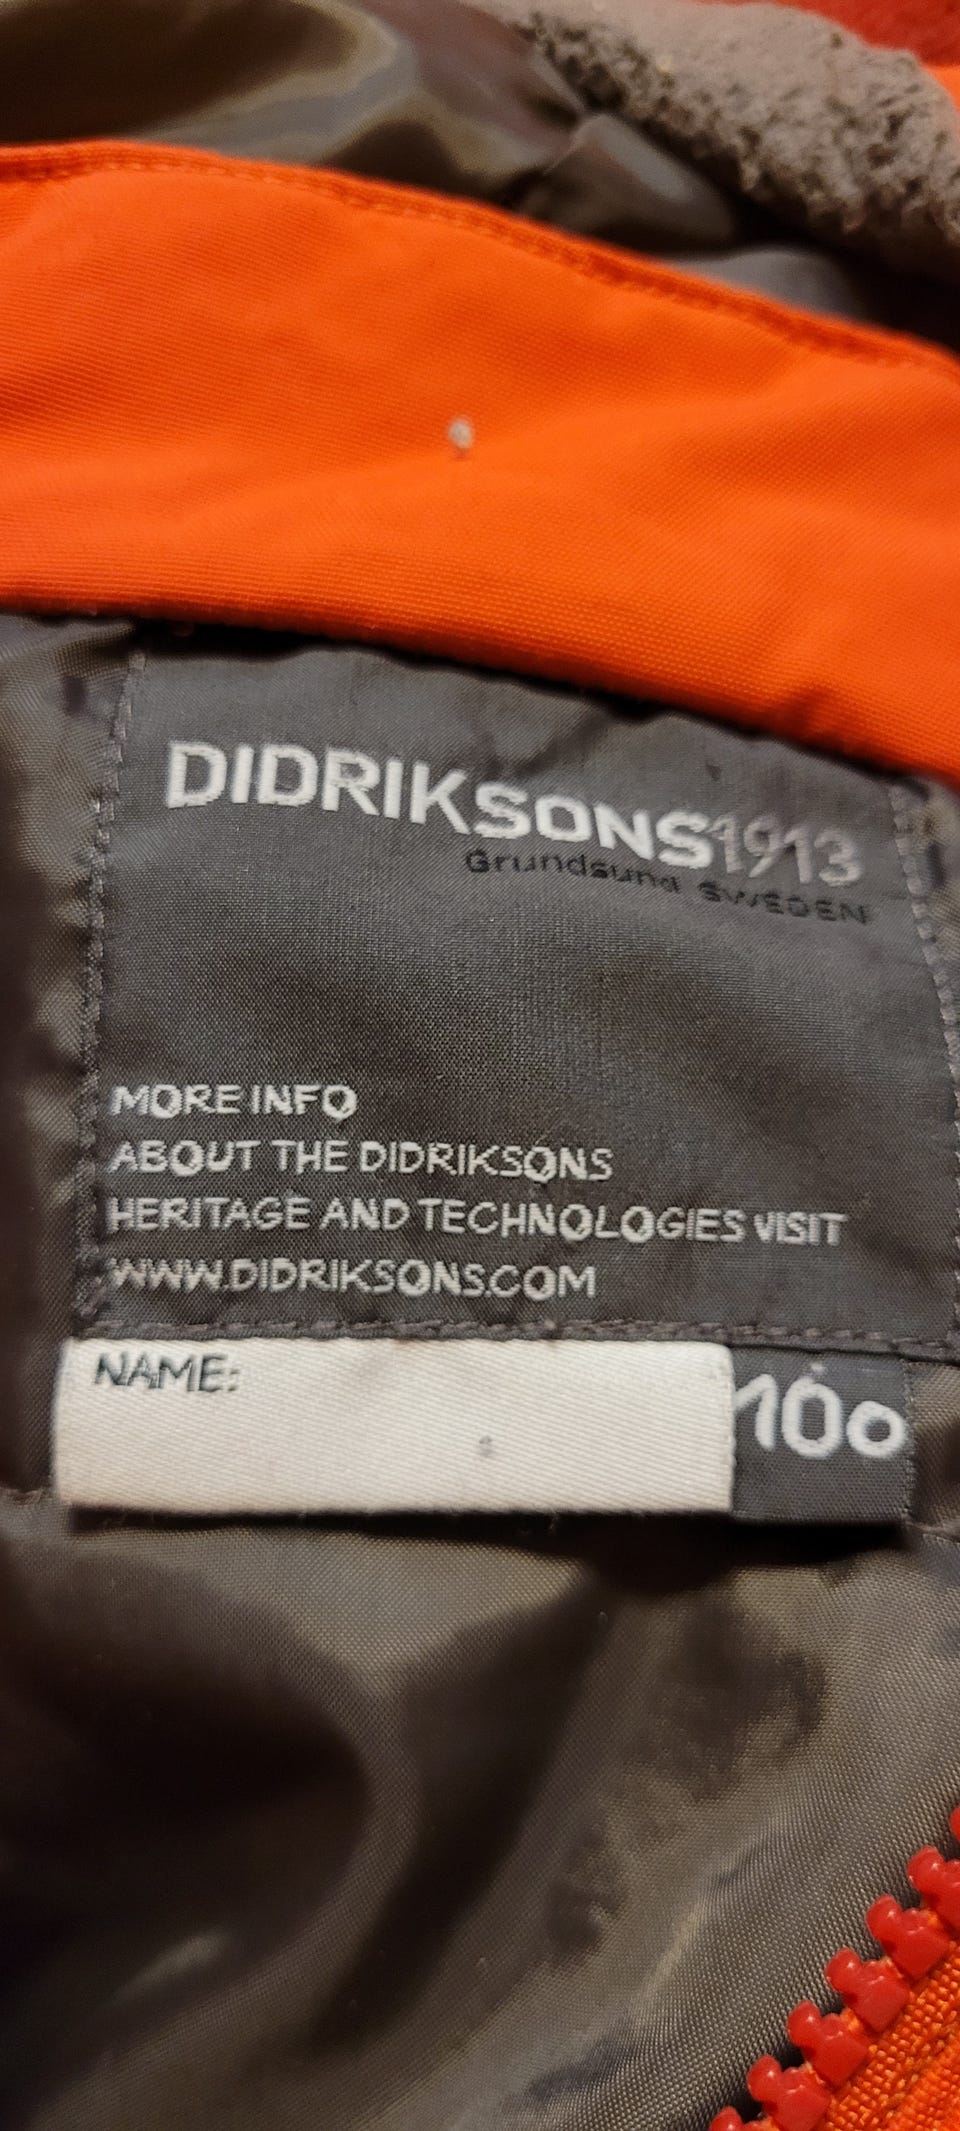 DIDRIKSONS1913
Grundsund SWEDEN
MORE INFO
ABOUT THE DIDRIKSONS
HERITAGE AND TECHNOLOGIES VISIT
WWW.DIDRIKSONS.COM
NAME:
100